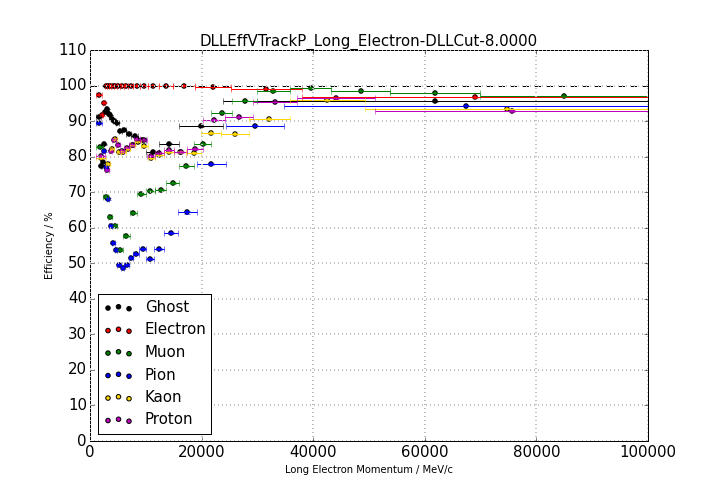 DLLEffVTrackP_Long_Electron-DLLCut-8.0000
110
100
90
80
70
60
50
40
30
20
10
0
Efficiency / %
Ghost
Electron
Muon
Pion
Kaon
Proton
0 20000 40000 60000 80000 100000
Long Electron Momentum / MeV/c